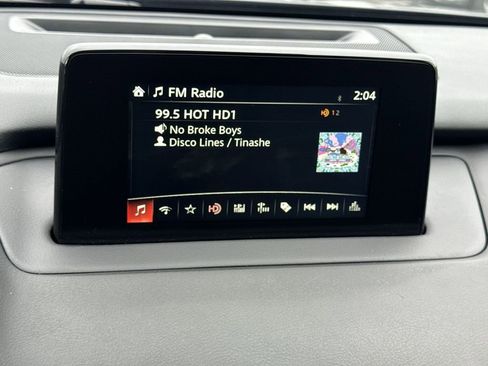 FM Radio 2:04
99.5 HOT HD1 12
No Broke Boys
Disco Lines / Tinashe